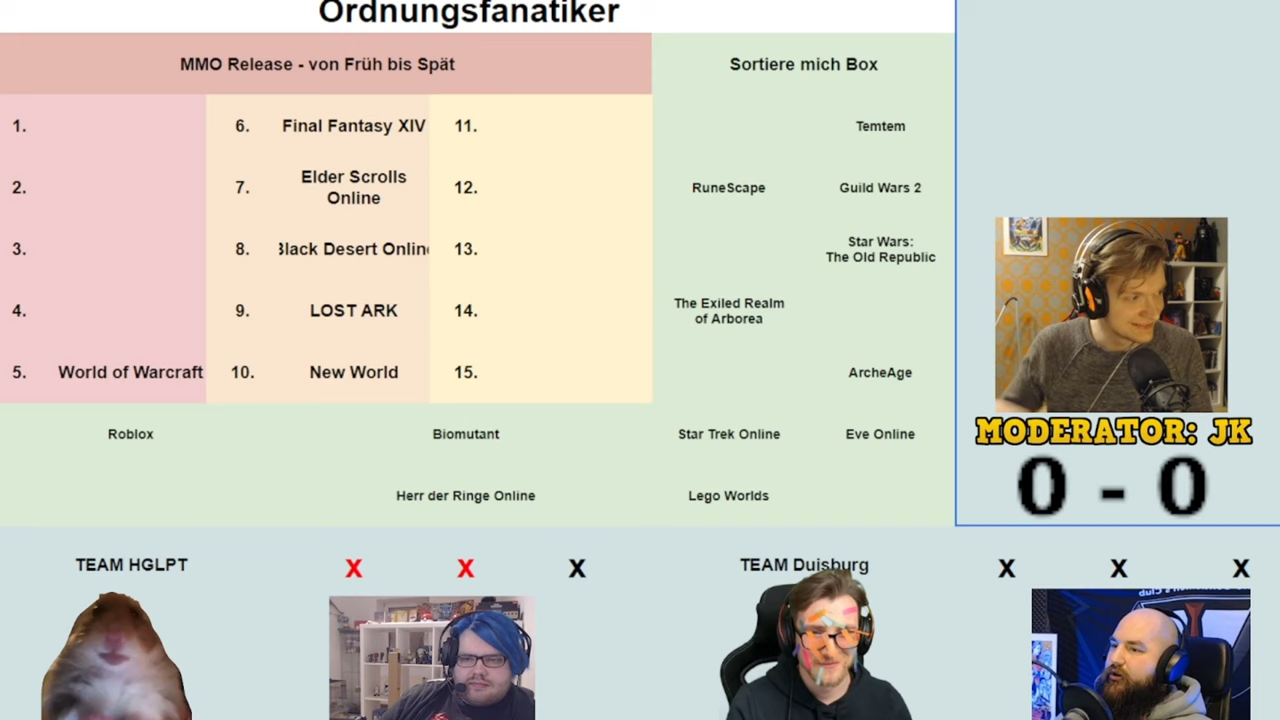 Ordnungsfanatiker
MMO Release - von Früh bis Spät
Sortiere mich Box
1.
6. Final Fantasy XIV
11.
Temtem
2.
7. Elder Scrolls
Online
12.
RuneScape
Guild Wars 2
3.
8. Black Desert Online
13.
Star Wars:
The Old Republic
4.
9. LOST ARK
14.
The Exiled Realm
of Arborea
5. World of Warcraft
10. New World
15.
ArcheAge
Roblox
Biomutant
Star Trek Online
Eve Online
Herr der Ringe Online
Lego Worlds
MODERATOR: JK
0 - 0
TEAM HGLPT
X X X
TEAM Duisburg
X X X